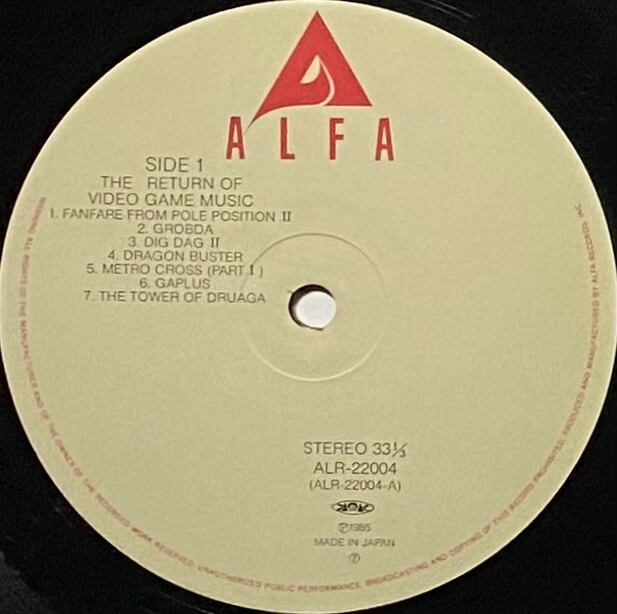 ALFA
SIDE 1
THE RETURN OF
VIDEO GAME MUSIC
1. FANFARE FROM POLE POSITION II
2. GROBDA
3. DIG DAG II
4. DRAGON BUSTER
5. METRO CROSS (PART I)
6. GAPLUS
7. THE TOWER OF DRUAGA
STEREO 33⅓
ALR-22004
(ALR-22004-A)
Ⓟ1985
MADE IN JAPAN
⑦
WARNING: ALL RIGHTS OF THE MANUFACTURER AND OF THE OWNER OF THE RECORDED WORK RESERVED. UNAUTHORIZED PUBLIC PERFORMANCE, BROADCASTING AND COPYING OF THIS RECORD PROHIBITED. PRODUCED AND MANUFACTURED BY ALFA RECORDS, INC.